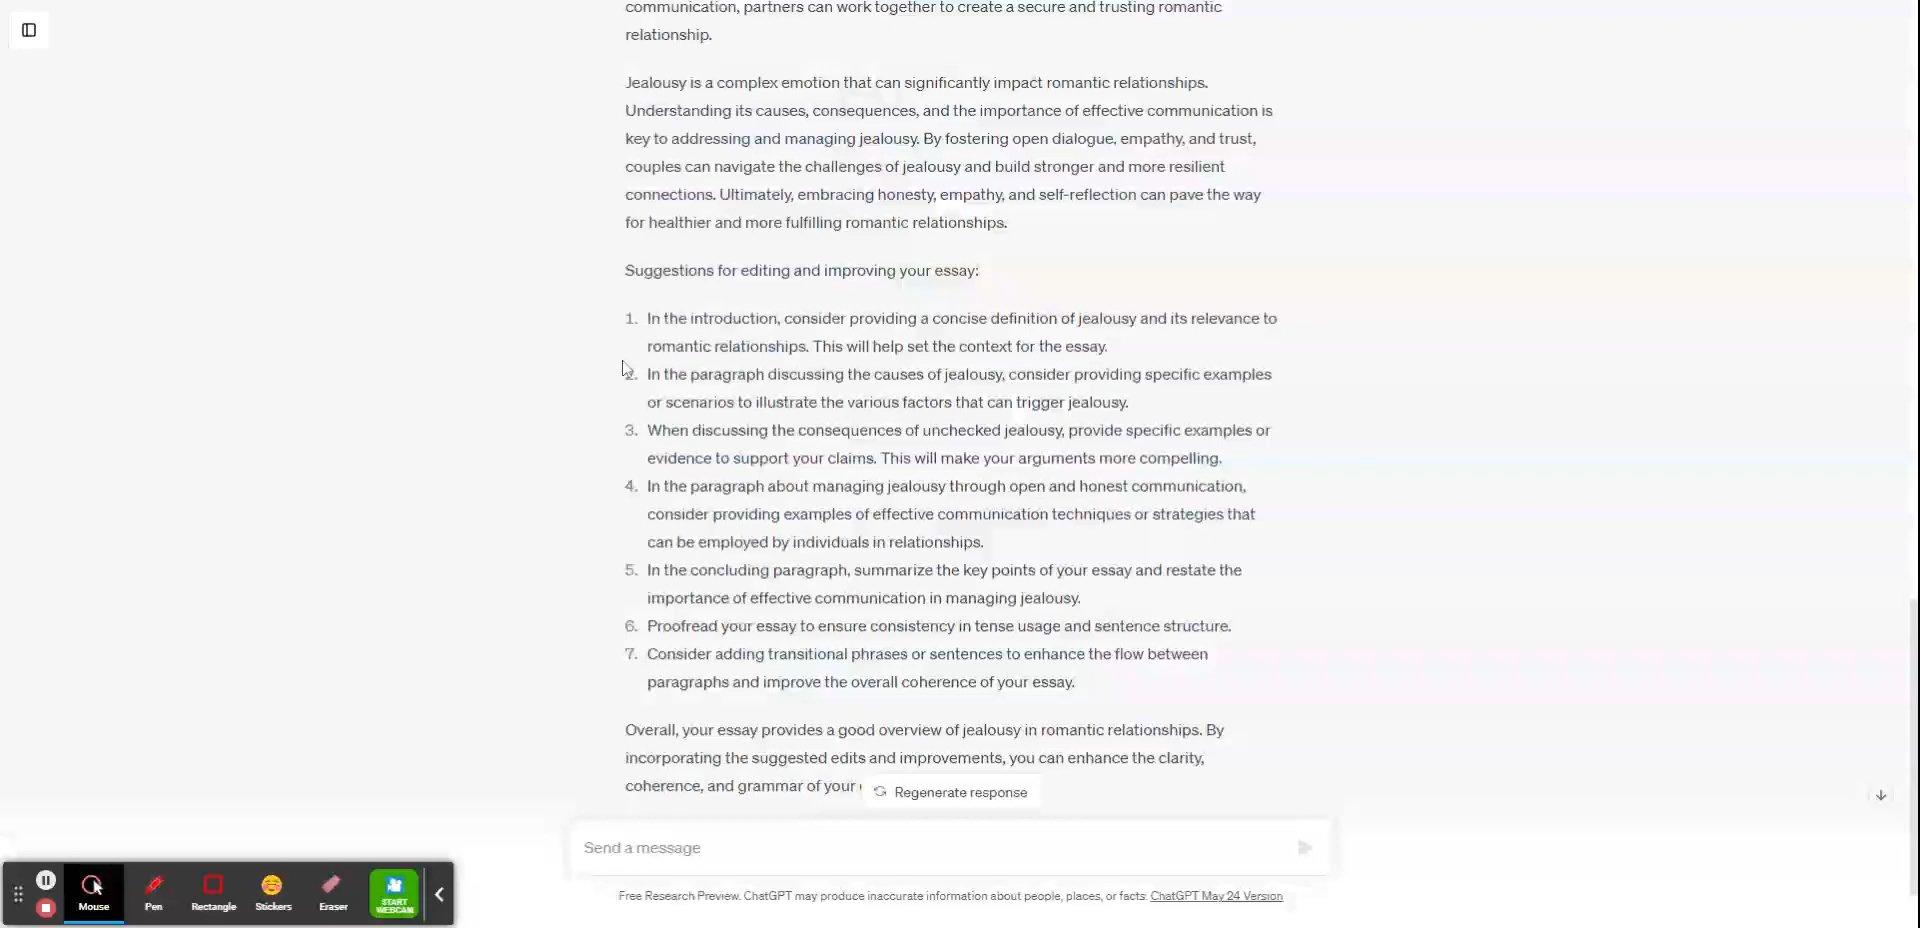 communication, partners can work together to create a secure and trusting romantic
relationship.
Jealousy is a complex emotion that can significantly impact romantic relationships.
Understanding its causes, consequences, and the importance of effective communication is
key to addressing and managing jealousy. By fostering open dialogue, empathy, and trust,
couples can navigate the challenges of jealousy and build stronger and more resilient
connections. Ultimately, embracing honesty, empathy, and self-reflection can pave the way
for healthier and more fulfilling romantic relationships.
Suggestions for editing and improving your essay:
1. In the introduction, consider providing a concise definition of jealousy and its relevance to
romantic relationships. This will help set the context for the essay.
2. In the paragraph discussing the causes of jealousy, consider providing specific examples
or scenarios to illustrate the various factors that can trigger jealousy.
3. When discussing the consequences of unchecked jealousy, provide specific examples or
evidence to support your claims. This will make your arguments more compelling.
4. In the paragraph about managing jealousy through open and honest communication,
consider providing examples of effective communication techniques or strategies that
can be employed by individuals in relationships.
5. In the concluding paragraph, summarize the key points of your essay and restate the
importance of effective communication in managing jealousy.
6. Proofread your essay to ensure consistency in tense usage and sentence structure.
7. Consider adding transitional phrases or sentences to enhance the flow between
paragraphs and improve the overall coherence of your essay.
Overall, your essay provides a good overview of jealousy in romantic relationships. By
incorporating the suggested edits and improvements, you can enhance the clarity,
coherence, and grammar of your
Regenerate response
Send a message
Free Research Preview. ChatGPT may produce inaccurate information about people, places, or facts. ChatGPT May 24 Version
Mouse
Pen
Rectangle
Stickers
Eraser
START
WEBCAM